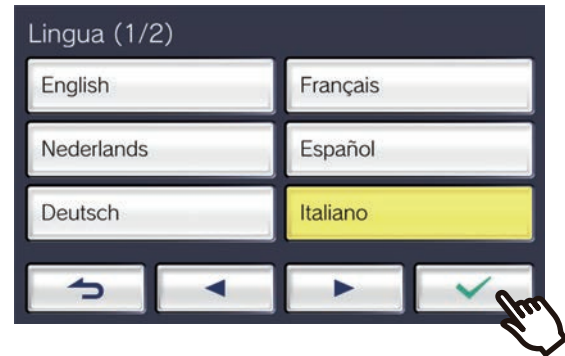 Lingua (1/2)
English
Français
Nederlands
Español
Deutsch
Italiano